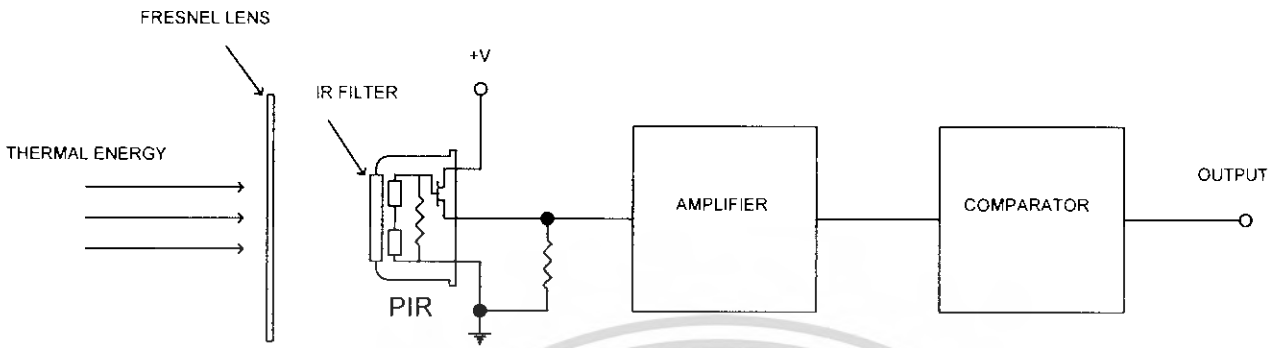 FRESNEL LENS
+V
IR FILTER
THERMAL ENERGY
OUTPUT
AMPLIFIER
COMPARATOR
PIR